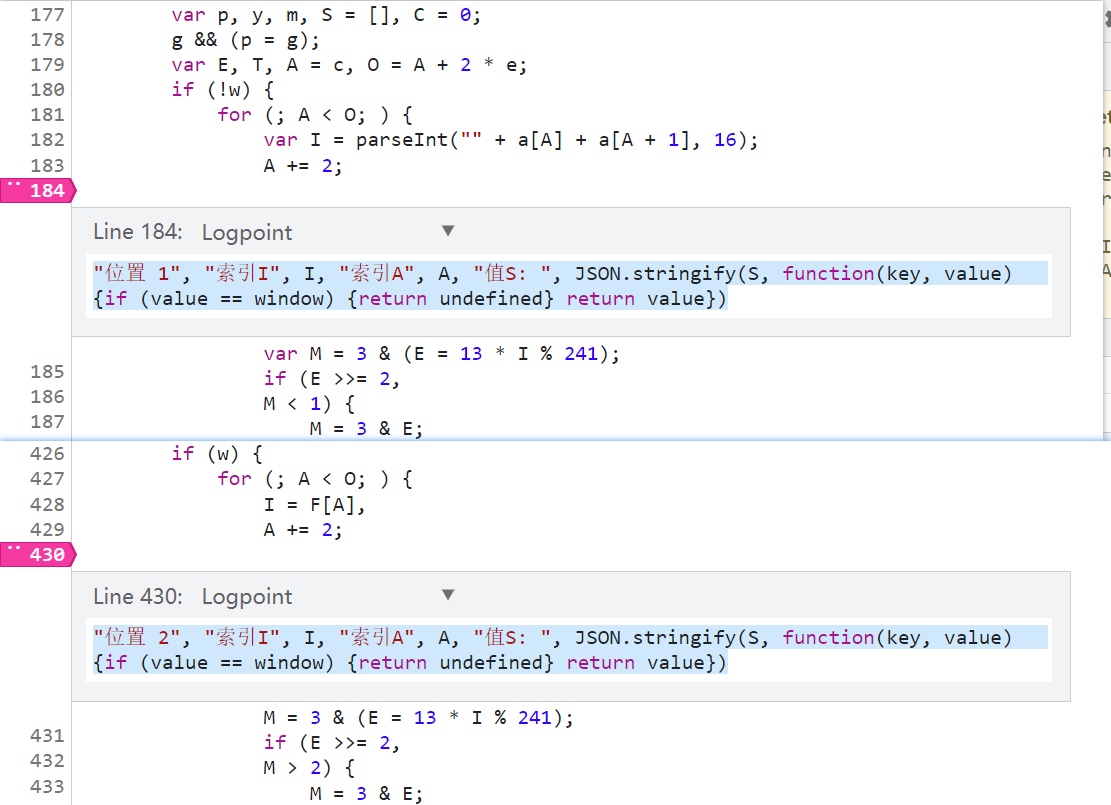 177 var p, y, m, S = [], C = 0;
178 g && (p = g);
179 var E, T, A = c, O = A + 2 * e;
180 if (!w) {
181 for (; A < O; ) {
182 var I = parseInt("" + a[A] + a[A + 1], 16);
183 A += 2;
184
Line 184: Logpoint ▼
"位置 1", "索引I", I, "索引A", A, "值S: ", JSON.stringify(S, function(key, value)
{if (value == window) {return undefined} return value})
var M = 3 & (E = 13 * I % 241);
185 if (E >>= 2,
186 M < 1) {
187 M = 3 & E;
426 if (w) {
427 for (; A < O; ) {
428 I = F[A],
429 A += 2;
430
Line 430: Logpoint ▼
"位置 2", "索引I", I, "索引A", A, "值S: ", JSON.stringify(S, function(key, value)
{if (value == window) {return undefined} return value})
M = 3 & (E = 13 * I % 241);
431 if (E >>= 2,
432 M > 2) {
433 M = 3 & E;